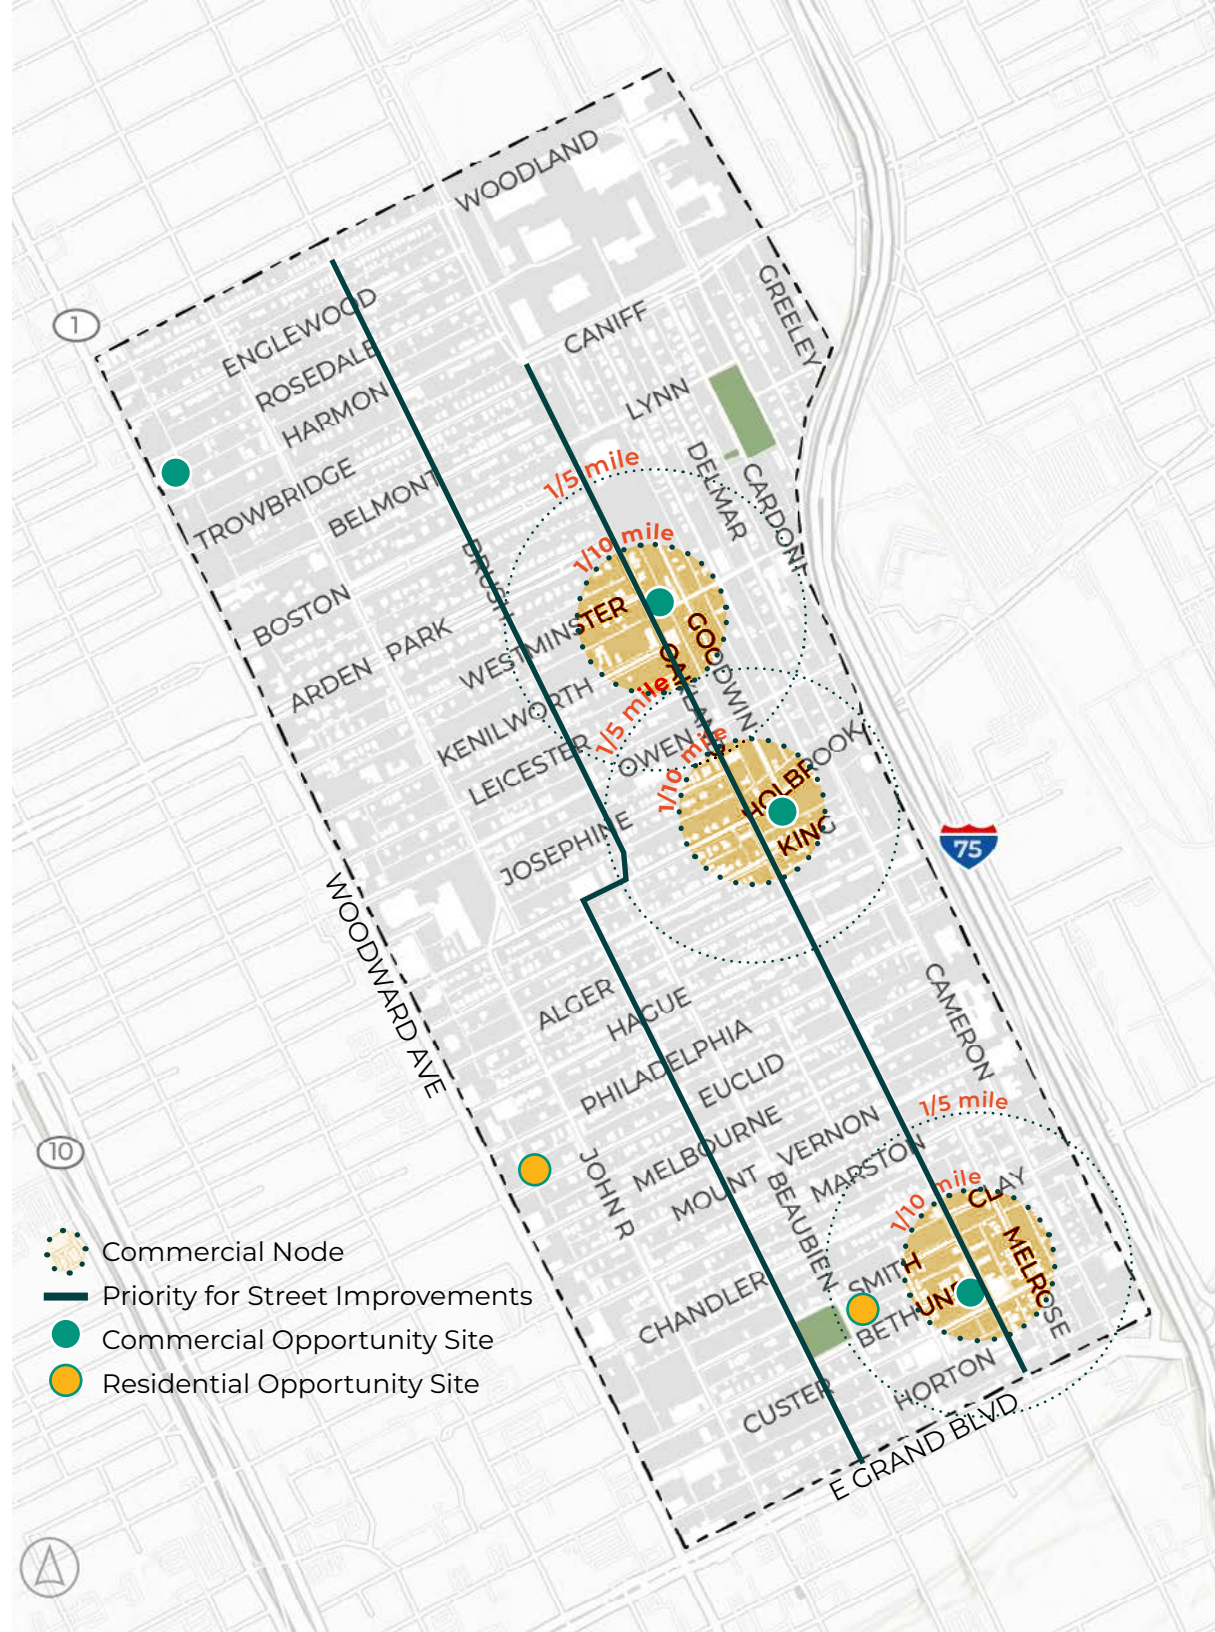 WOODLAND
GREELEY
ENGLEWOOD
CANIFF
1
ROSEDALE
HARMON
LYNN
1/5 mile
DELMAR
CARDONI
TROWBRIDGE
BELMONT
1/10 mile
BRUSH
BOSTON
WESTMINSTER
GOODWIN
ARDEN PARK
OAKLAND
KENILWORTH
1/5 mile
LEICESTER
OWEN
1/10 mile
HOLBROOK
KING
JOSEPHINE
75
WOODWARD AVE
ALGER
HAGUE
CAMERON
PHILADELPHIA
EUCLID
1/5 mile
MELBOURNE
MOUNT VERNON
MARSTON
10
JOHN R
BEAUBIEN
1/10 mile
CLAY
MELROSE
SMITH
BETHUNE
CHANDLER
HORTON
CUSTER
E GRAND BLVD
Commercial Node
Priority for Street Improvements
Commercial Opportunity Site
Residential Opportunity Site